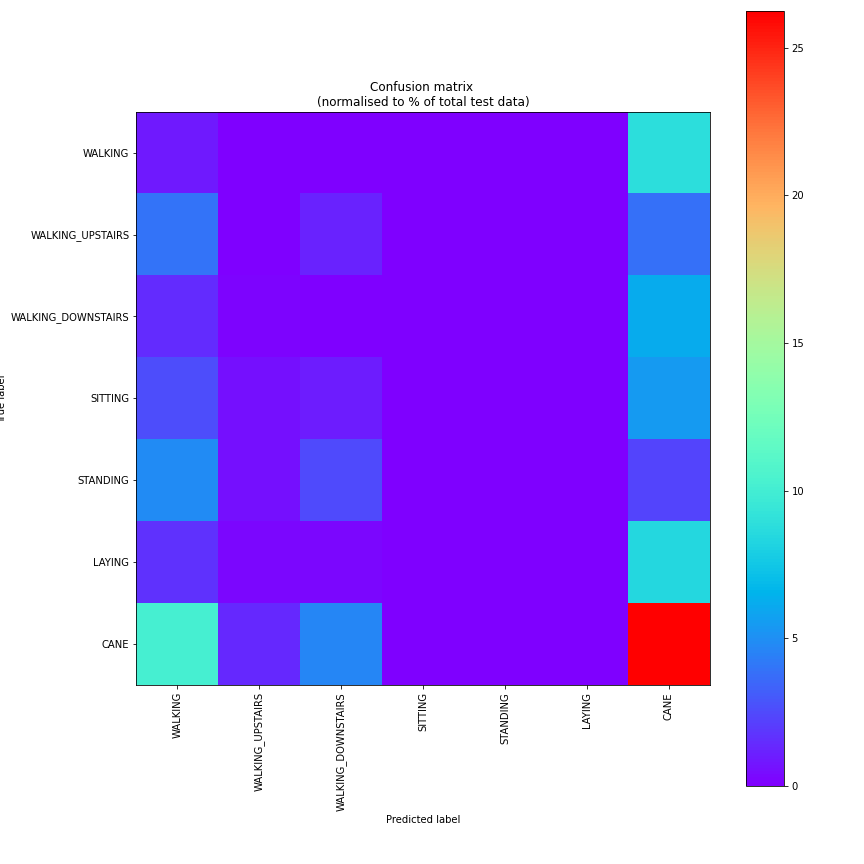 Confusion matrix
(normalised to % of total test data)
WALKING
WALKING_UPSTAIRS
WALKING_DOWNSTAIRS
SITTING
STANDING
LAYING
CANE
WALKING
WALKING_UPSTAIRS
WALKING_DOWNSTAIRS
SITTING
STANDING
LAYING
CANE
Predicted label
25
20
15
10
5
0